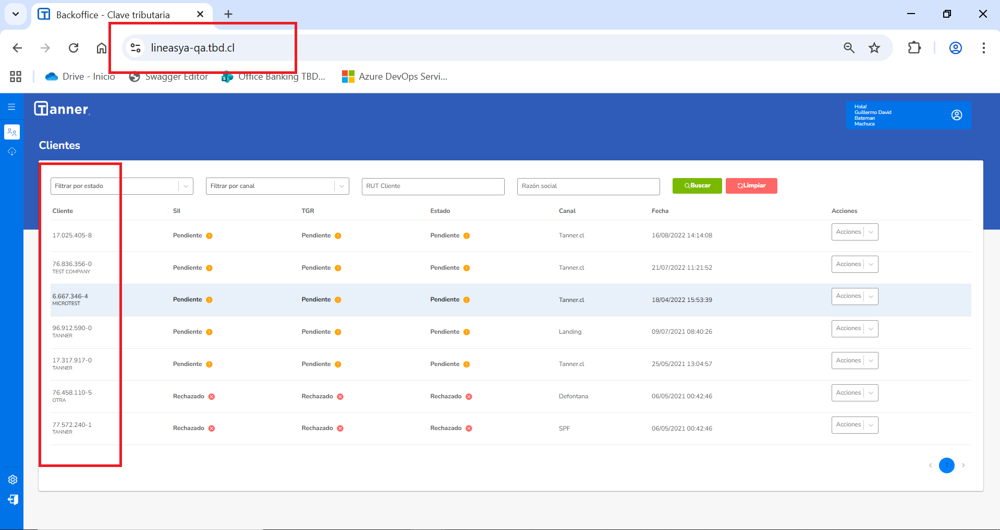 Backoffice - Clave tributaria
lineasya-qa.tbd.cl
Drive - Inicio
Swagger Editor
Office Banking TBD...
Azure DevOps Servi...
Tanner
Hola!
Guillermo David
Bateman
Machuca
Clientes
Filtrar por estado
Filtrar por canal
RUT Cliente
Razón social
Buscar
Limpiar
Cliente SII TGR Estado Canal Fecha Acciones
17.025.405-8 Pendiente Pendiente Pendiente Tanner.cl 16/08/2022 14:14:08 Acciones
76.836.356-0
TEST COMPANY
Pendiente Pendiente Pendiente Tanner.cl 21/07/2022 11:21:52 Acciones
6.667.346-4
MICROTEST
Pendiente Pendiente Pendiente Tanner.cl 18/04/2022 15:53:39 Acciones
96.912.590-0
TANNER
Pendiente Pendiente Pendiente Landing 09/07/2021 08:40:26 Acciones
17.317.917-0
TANNER
Pendiente Pendiente Pendiente Tanner.cl 25/05/2021 13:04:57 Acciones
76.458.110-5
OTRA
Rechazado Rechazado Rechazado Defontana 06/05/2021 00:42:46 Acciones
77.572.240-1
TANNER
Rechazado Rechazado Rechazado SPF 06/05/2021 00:42:46 Acciones
1